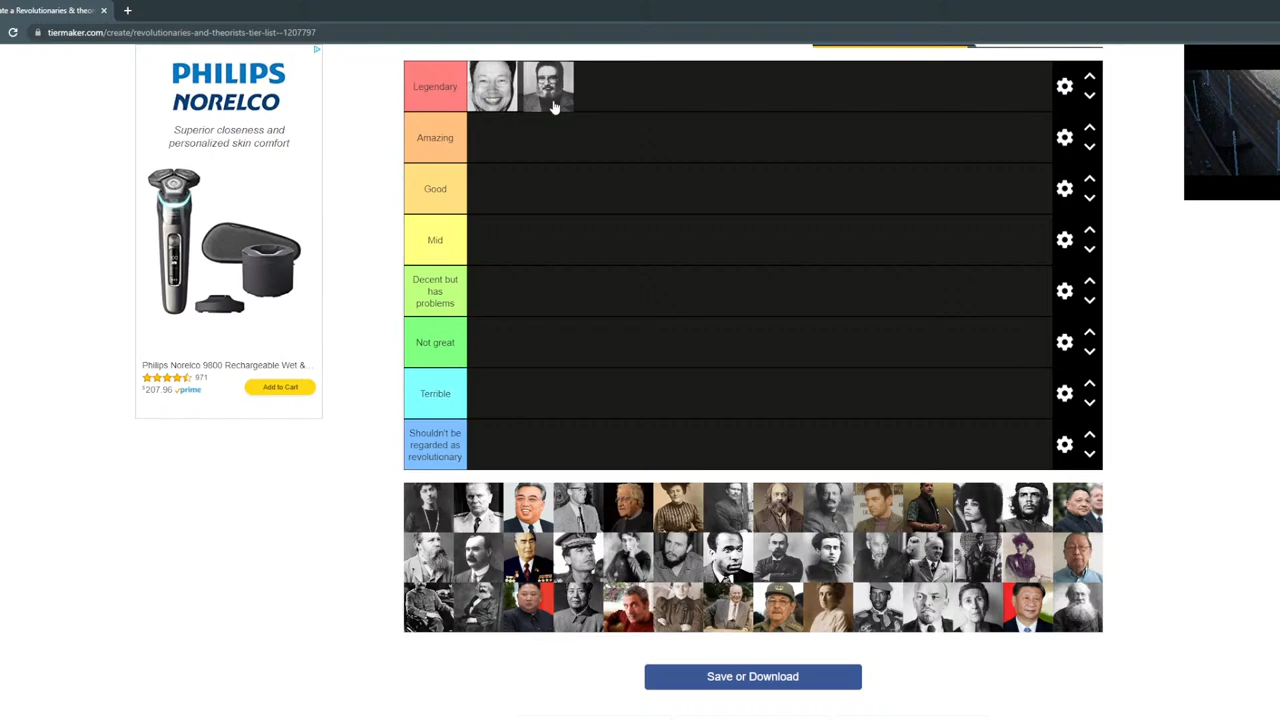 ate a Revolutionaries & theor
tiermaker.com/create/revolutionaries-and-theorists-tier-list--1207797
PHILIPS
NORELCO
Superior closeness and
personalized skin comfort
Philips Norelco 9800 Rechargeable Wet &...
971
$207.96 prime
Add to Cart
Legendary
Amazing
Good
Mid
Decent but
has
problems
Not great
Terrible
Shouldn't be
regarded as
revolutionary
Save or Download